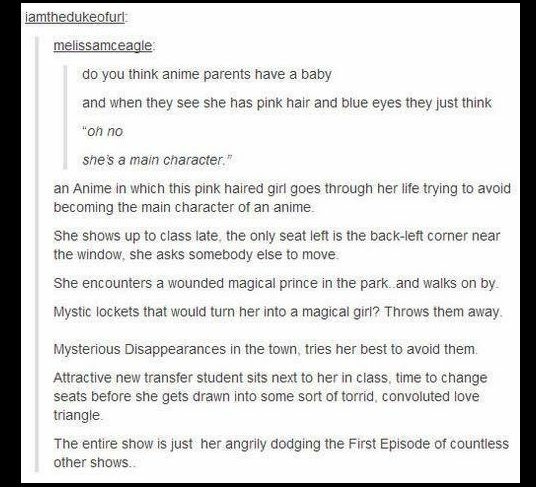 iamthedukeofurl:
melissamceagle:
do you think anime parents have a baby
and when they see she has pink hair and blue eyes they just think
“oh no
she's a main character.”
an Anime in which this pink haired girl goes through her life trying to avoid
becoming the main character of an anime.
She shows up to class late, the only seat left is the back-left corner near
the window, she asks somebody else to move.
She encounters a wounded magical prince in the park..and walks on by.
Mystic lockets that would turn her into a magical girl? Throws them away.
Mysterious Disappearances in the town, tries her best to avoid them.
Attractive new transfer student sits next to her in class, time to change
seats before she gets drawn into some sort of torrid, convoluted love
triangle.
The entire show is just  her angrily dodging the First Episode of countless
other shows..